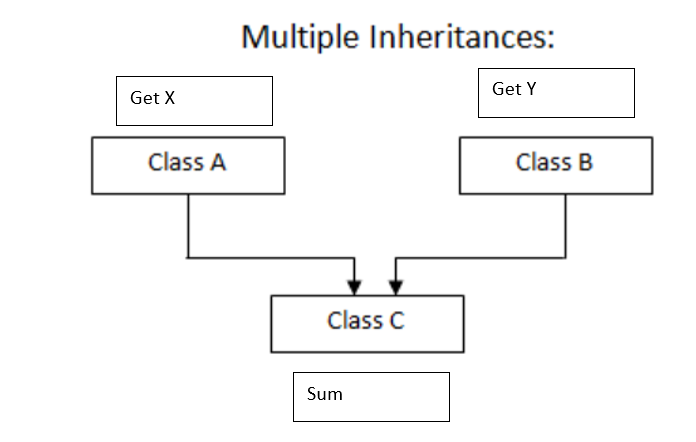 Multiple Inheritances:
Get X
Get Y
Class A
Class B
Class C
Sum